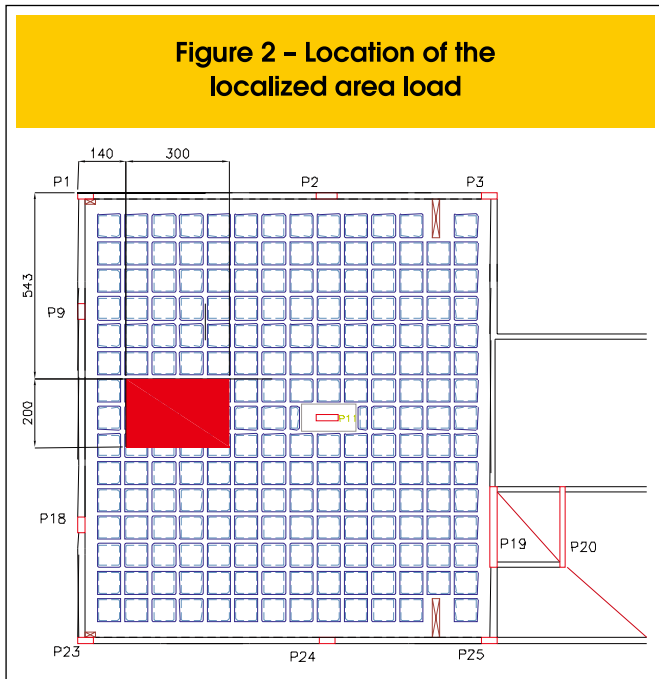 Figure 2 – Location of the
localized area load
140 300
P1 P2 P3
543
P9
200
P11
P18
P19 P20
P23 P24 P25